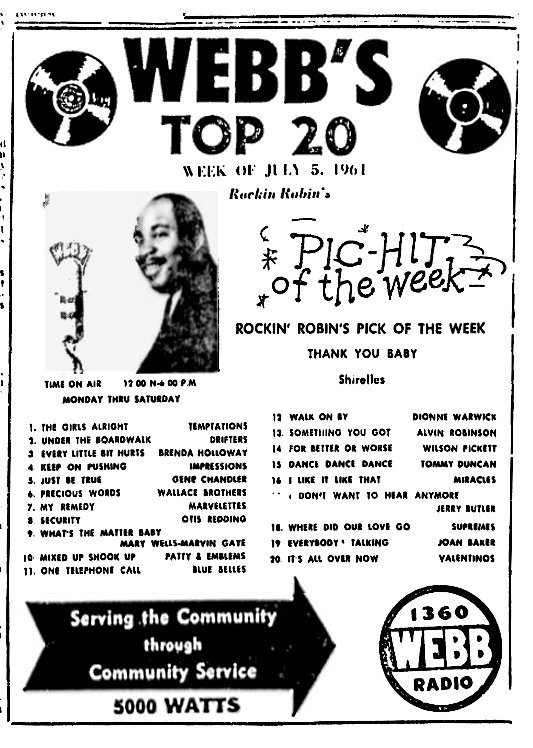 WEBB'S
TOP 20
WEEK OF JULY 5, 1961
Rockin Robin's
PIC-HIT
of the week
ROCKIN' ROBIN'S PICK OF THE WEEK
THANK YOU BABY
Shirelles
TIME ON AIR 12 00 N-6 00 P.M
MONDAY THRU SATURDAY
1. THE GIRLS ALRIGHT TEMPTATIONS
2. UNDER THE BOARDWALK DRIFTERS
3 EVERY LITTLE BIT HURTS BRENDA HOLLOWAY
4. KEEP ON PUSHING IMPRESSIONS
5. JUST BE TRUE GENE CHANDLER
6. PRECIOUS WORDS WALLACE BROTHERS
7. MY REMEDY MARVELETTES
8 SECURITY OTIS REDDING
9. WHAT'S THE MATTER BABY
MARY WELLS-MARVIN GAYE
10 MIXED UP SHOOK UP PATTY & EMBLEMS
11. ONE TELEPHONE CALL BLUE BELLES
12 WALK ON BY DIONNE WARWICK
13. SOMETHING YOU GOT ALVIN ROBINSON
14 FOR BETTER OR WORSE WILSON PICKETT
15 DANCE DANCE DANCE TOMMY DUNCAN
16 I LIKE IT LIKE THAT MIRACLES
I DON'T WANT TO HEAR ANYMORE
JERRY BUTLER
18. WHERE DID OUR LOVE GO SUPREMES
19 EVERYBODY' TALKING JOAN BAKER
20 IT'S ALL OVER NOW VALENTINOS
Serving the Community
through
Community Service
5000 WATTS
1360
WEBB
RADIO